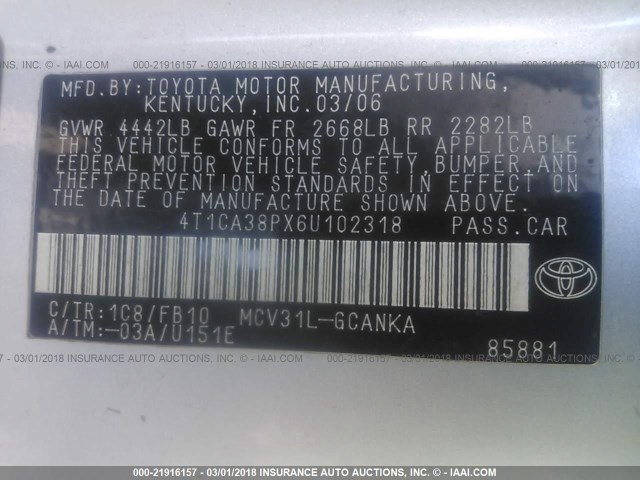 000-21916157 - 03/01/2018 INSURANCE AUTO AUCTIONS, INC. © - IAAI.COM
MFD.BY:TOYOTA MOTOR MANUFACTURING,
KENTUCKY,INC.03/06
GVWR 4442LB GAWR FR 2668LB RR 2282LB
THIS VEHICLE CONFORMS TO ALL APPLICABLE
FEDERAL MOTOR VEHICLE SAFETY,BUMPER,AND
THEFT PREVENTION STANDARDS IN EFFECT ON
THE DATE OF MANUFACTURE SHOWN ABOVE.
4T1CA38PX6U102318 PASS.CAR
C/TR:1C8/FB10 MCV31L-GCANKA
A/TM:-03A/U151E
85881
000-21916157 - 03/01/2018 INSURANCE AUTO AUCTIONS, INC. © - IAAI.COM